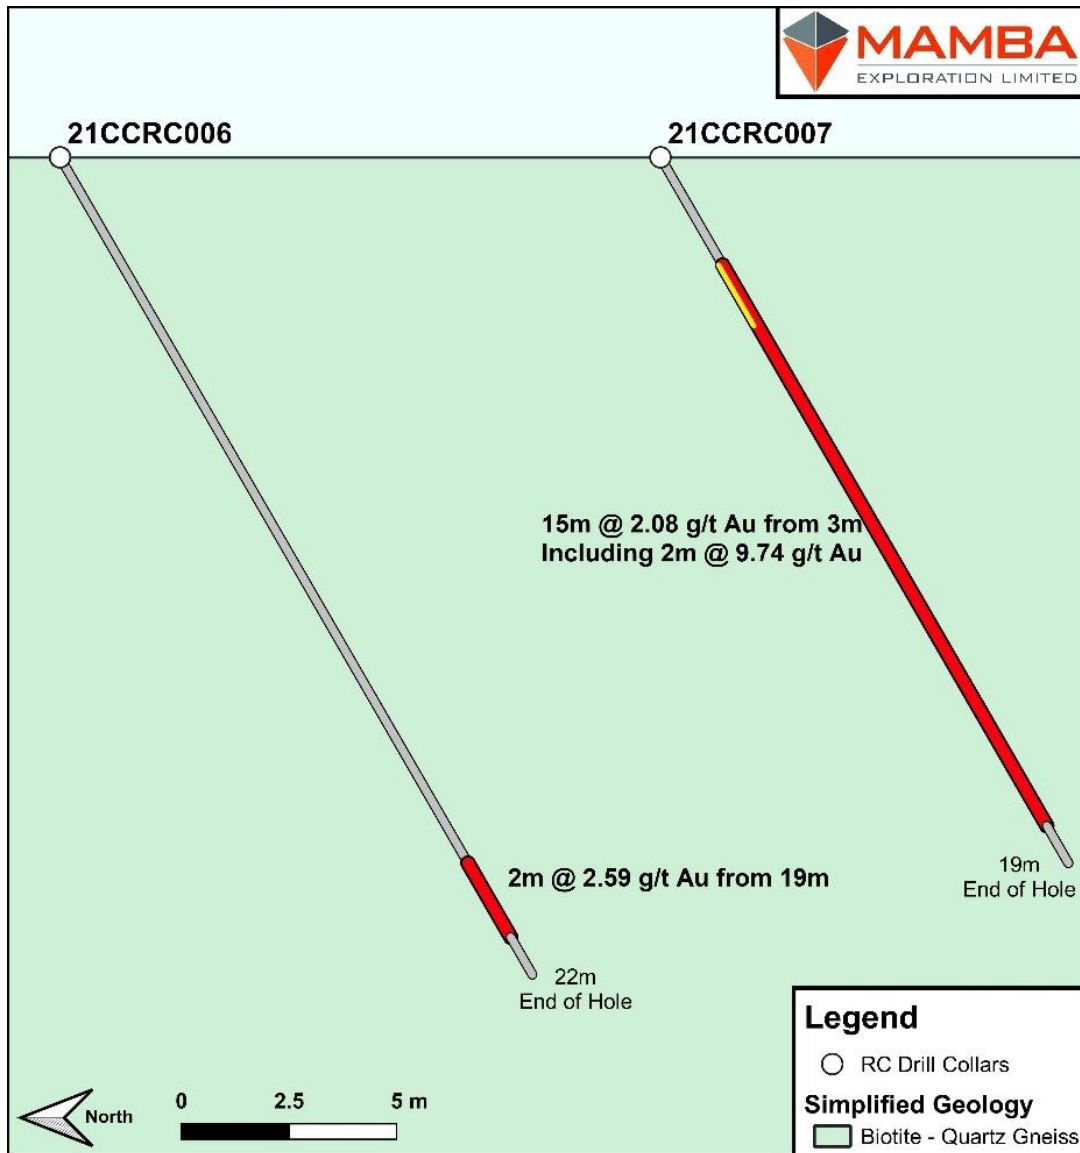 MAMBA
EXPLORATION LIMITED
21CCRC006
21CCRC007
15m @ 2.08 g/t Au from 3m
Including 2m @ 9.74 g/t Au
2m @ 2.59 g/t Au from 19m
19m
End of Hole
22m
End of Hole
North
0 2.5 5 m
Legend
RC Drill Collars
Simplified Geology
Biotite - Quartz Gneiss